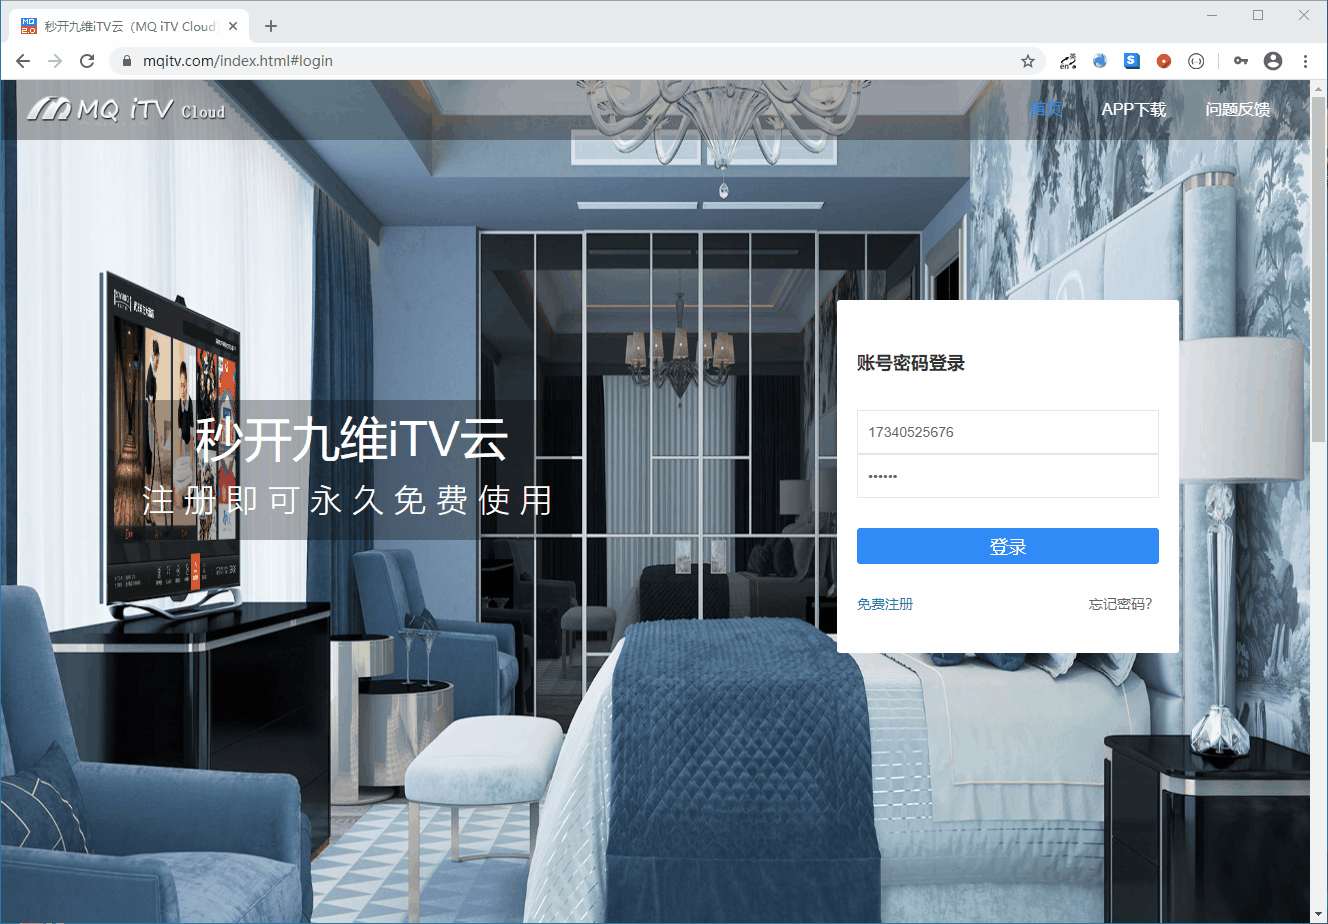 秒开九维iTV云（MQ iTV Cloud
mqitv.com/index.html#login
MQ iTV Cloud
首页
APP下载
问题反馈
秒开九维iTV云
注册即可永久免费使用
账号密码登录
17340525676
••••••
登录
免费注册
忘记密码？